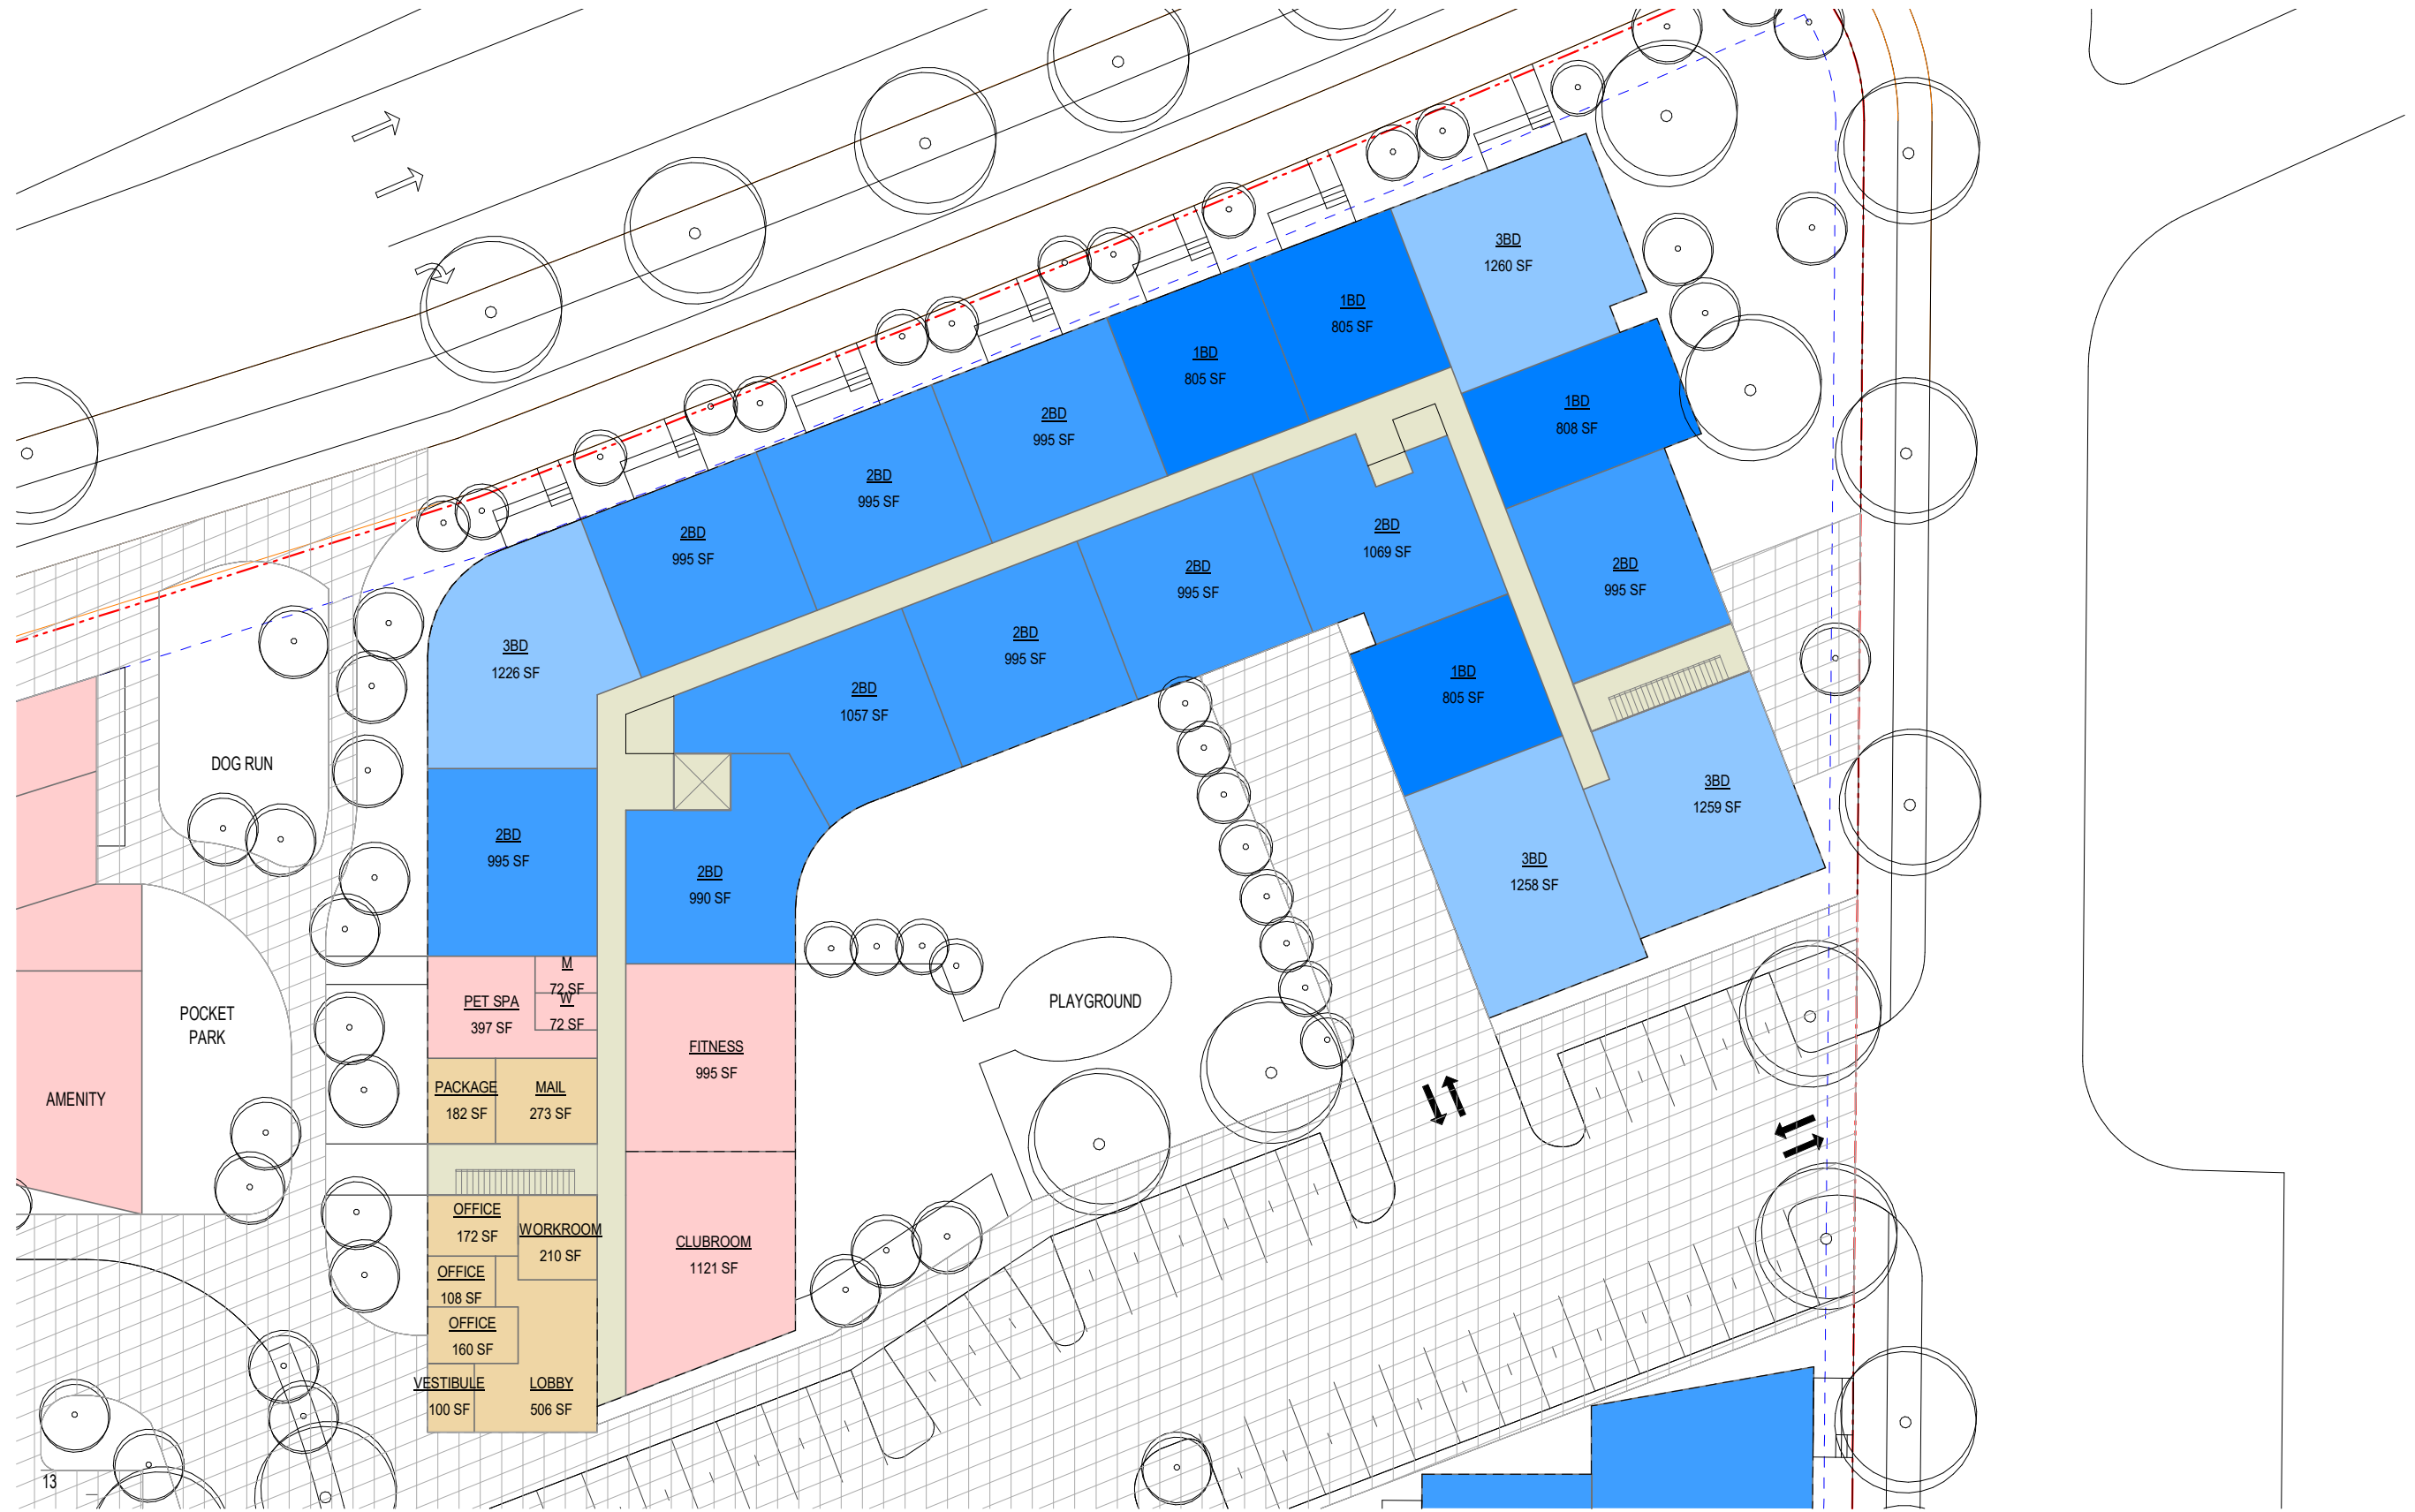 3BD
1260 SF
1BD
805 SF
1BD
805 SF
1BD
808 SF
2BD
995 SF
2BD
995 SF
2BD
995 SF
2BD
1069 SF
2BD
995 SF
2BD
995 SF
2BD
995 SF
3BD
1226 SF
2BD
1057 SF
1BD
805 SF
DOG RUN
3BD
1259 SF
2BD
995 SF
2BD
990 SF
3BD
1258 SF
M
72 SF
W
72 SF
PET SPA
397 SF
PLAYGROUND
POCKET
PARK
FITNESS
995 SF
AMENITY
PACKAGE
182 SF
MAIL
273 SF
OFFICE
172 SF
WORKROOM
210 SF
CLUBROOM
1121 SF
OFFICE
108 SF
OFFICE
160 SF
VESTIBULE
100 SF
LOBBY
506 SF
13